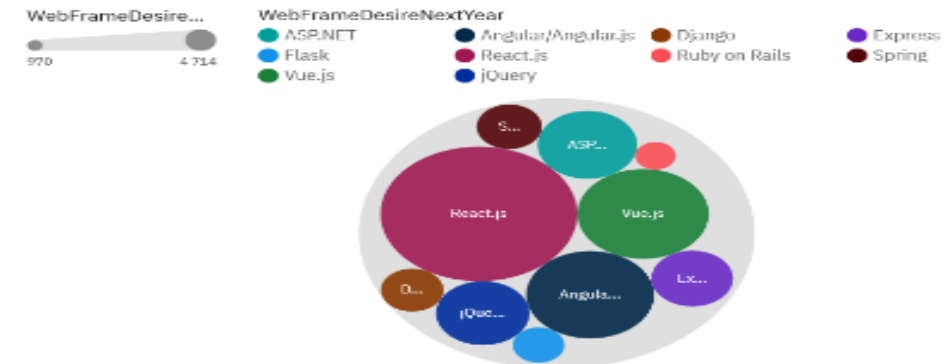 WebFrameDesire...
970 4 714
WebFrameDesireNextYear
ASP.NET Angular/Angular.js Django Express
Flask React.js Ruby on Rails Spring
Vue.js jQuery
S...
ASP...
React.js
Vue.js
D...
jQue...
Angula...
Ex...